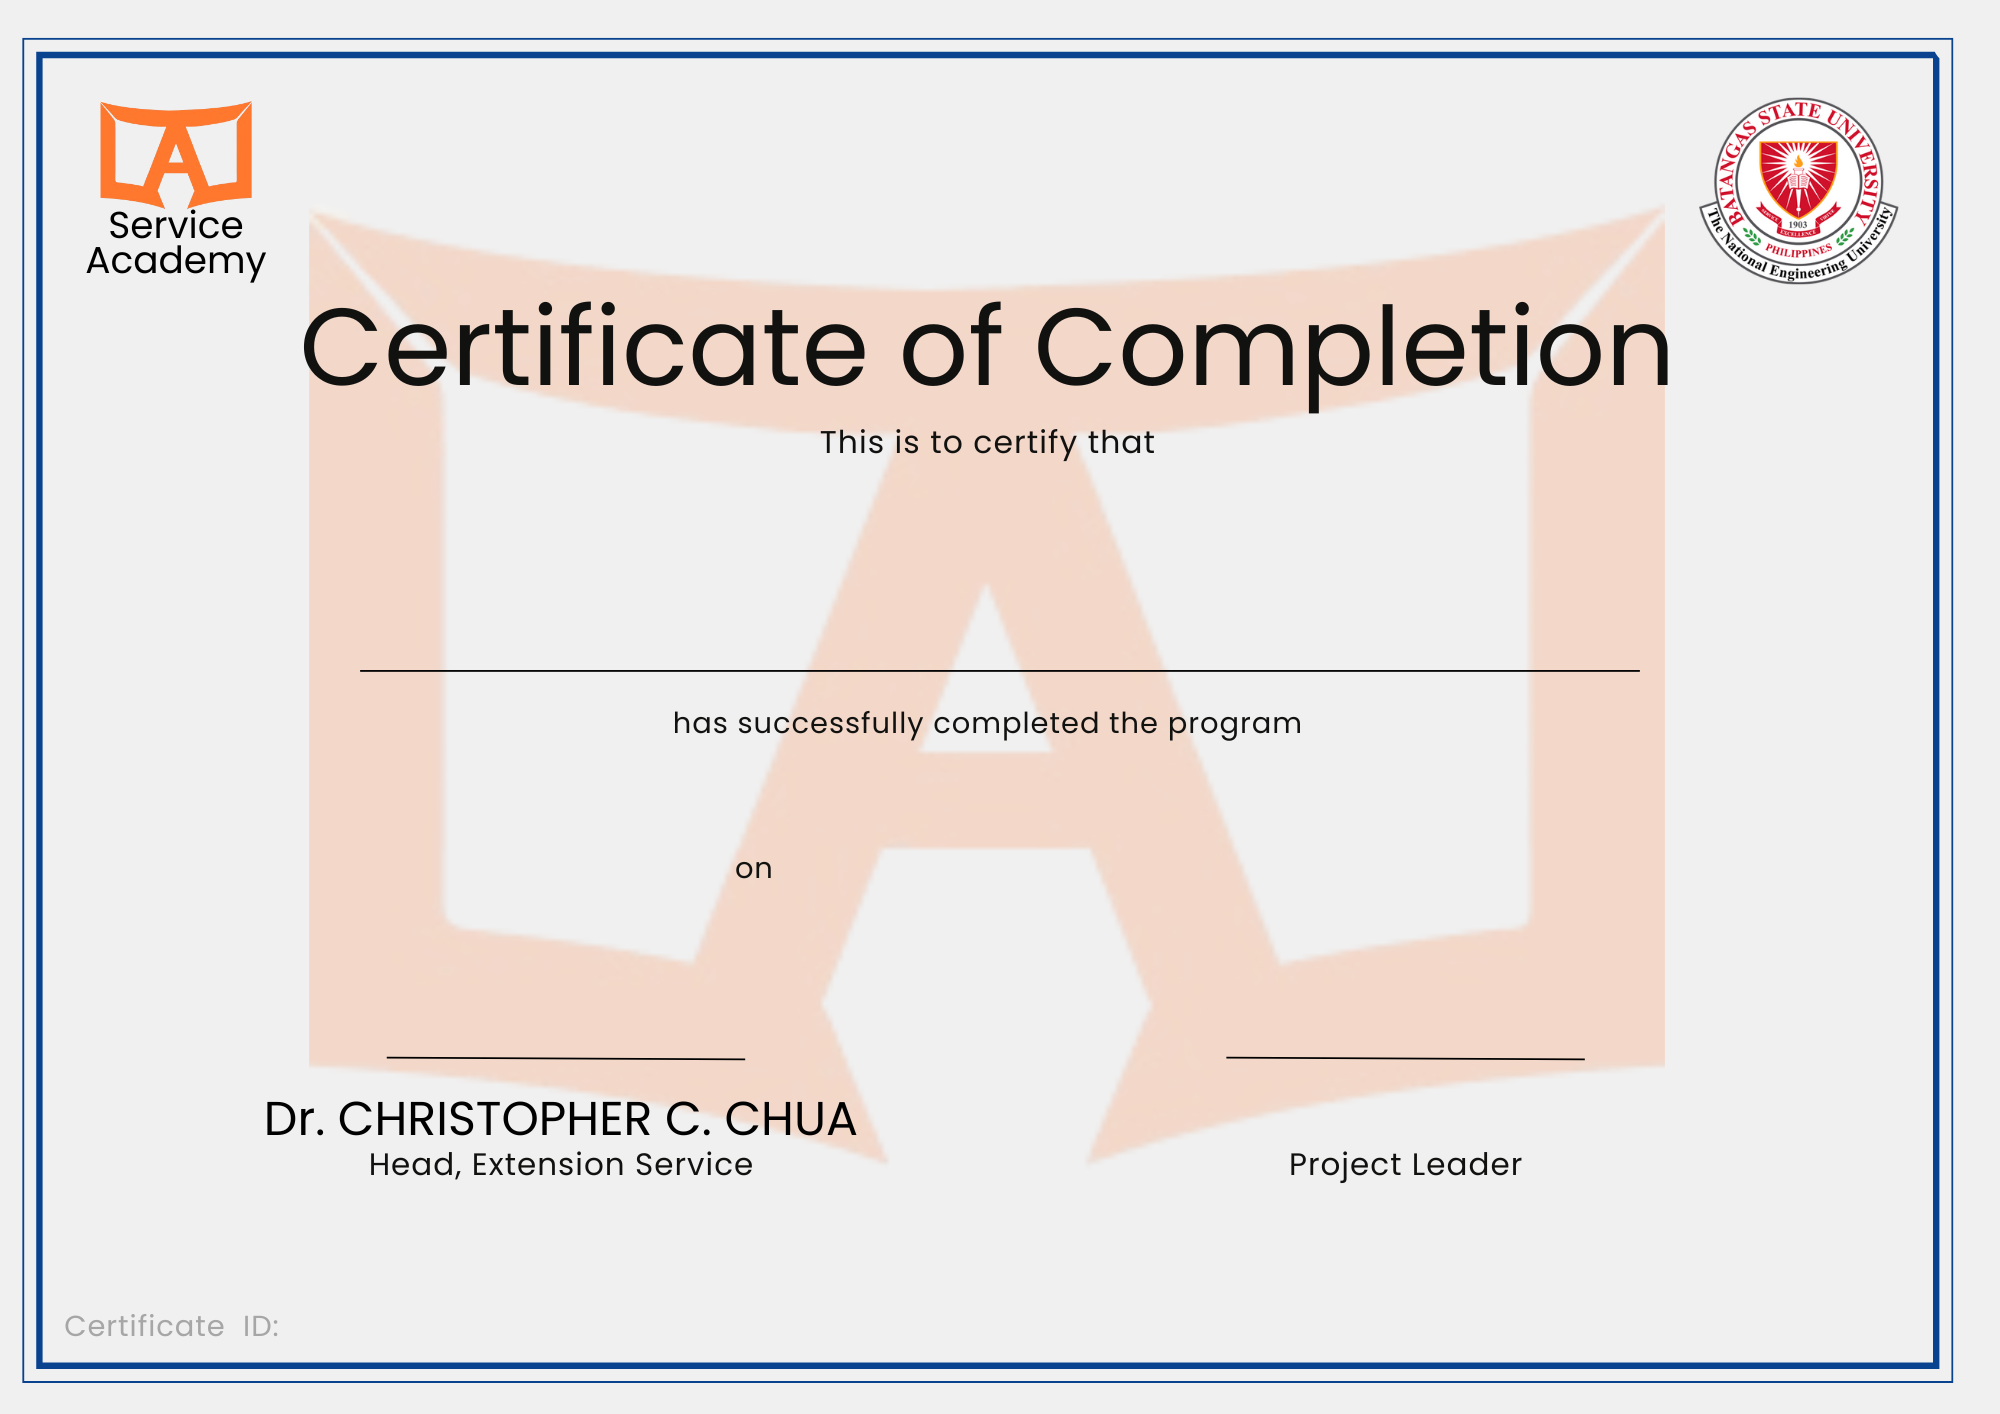 Service
Academy
BATANGAS STATE UNIVERSITY
1903
EXCELLENCE
PHILIPPINES
The National Engineering University
Certificate of Completion
This is to certify that
has successfully completed the program
on
Dr. CHRISTOPHER C. CHUA
Head, Extension Service
Project Leader
Certificate ID: